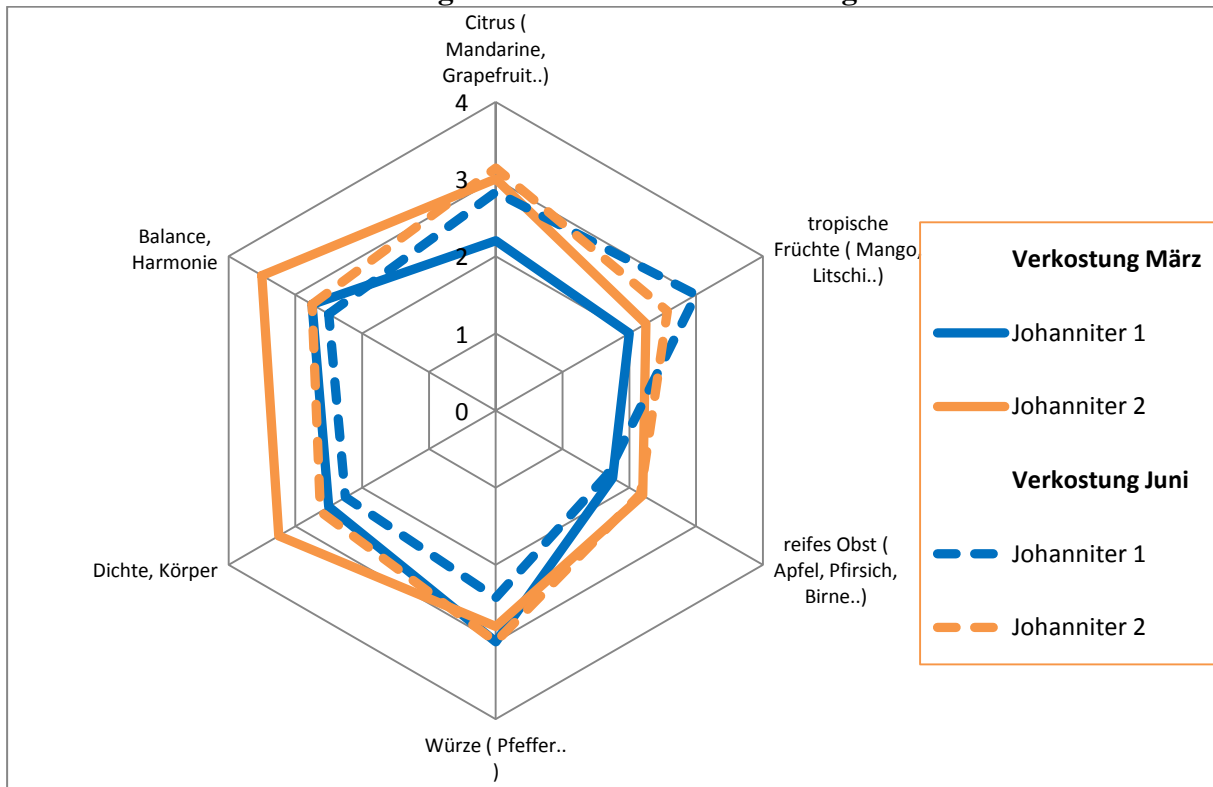 Citrus (
Mandarine,
Grapefruit..)
4
3
2
1
0
tropische
Früchte ( Mango,
Litschi..)
reifes Obst (
Apfel, Pfirsich,
Birne..)
Würze ( Pfeffer..
)
Dichte, Körper
Balance,
Harmonie
Verkostung März
Johanniter 1
Johanniter 2
Verkostung Juni
Johanniter 1
Johanniter 2